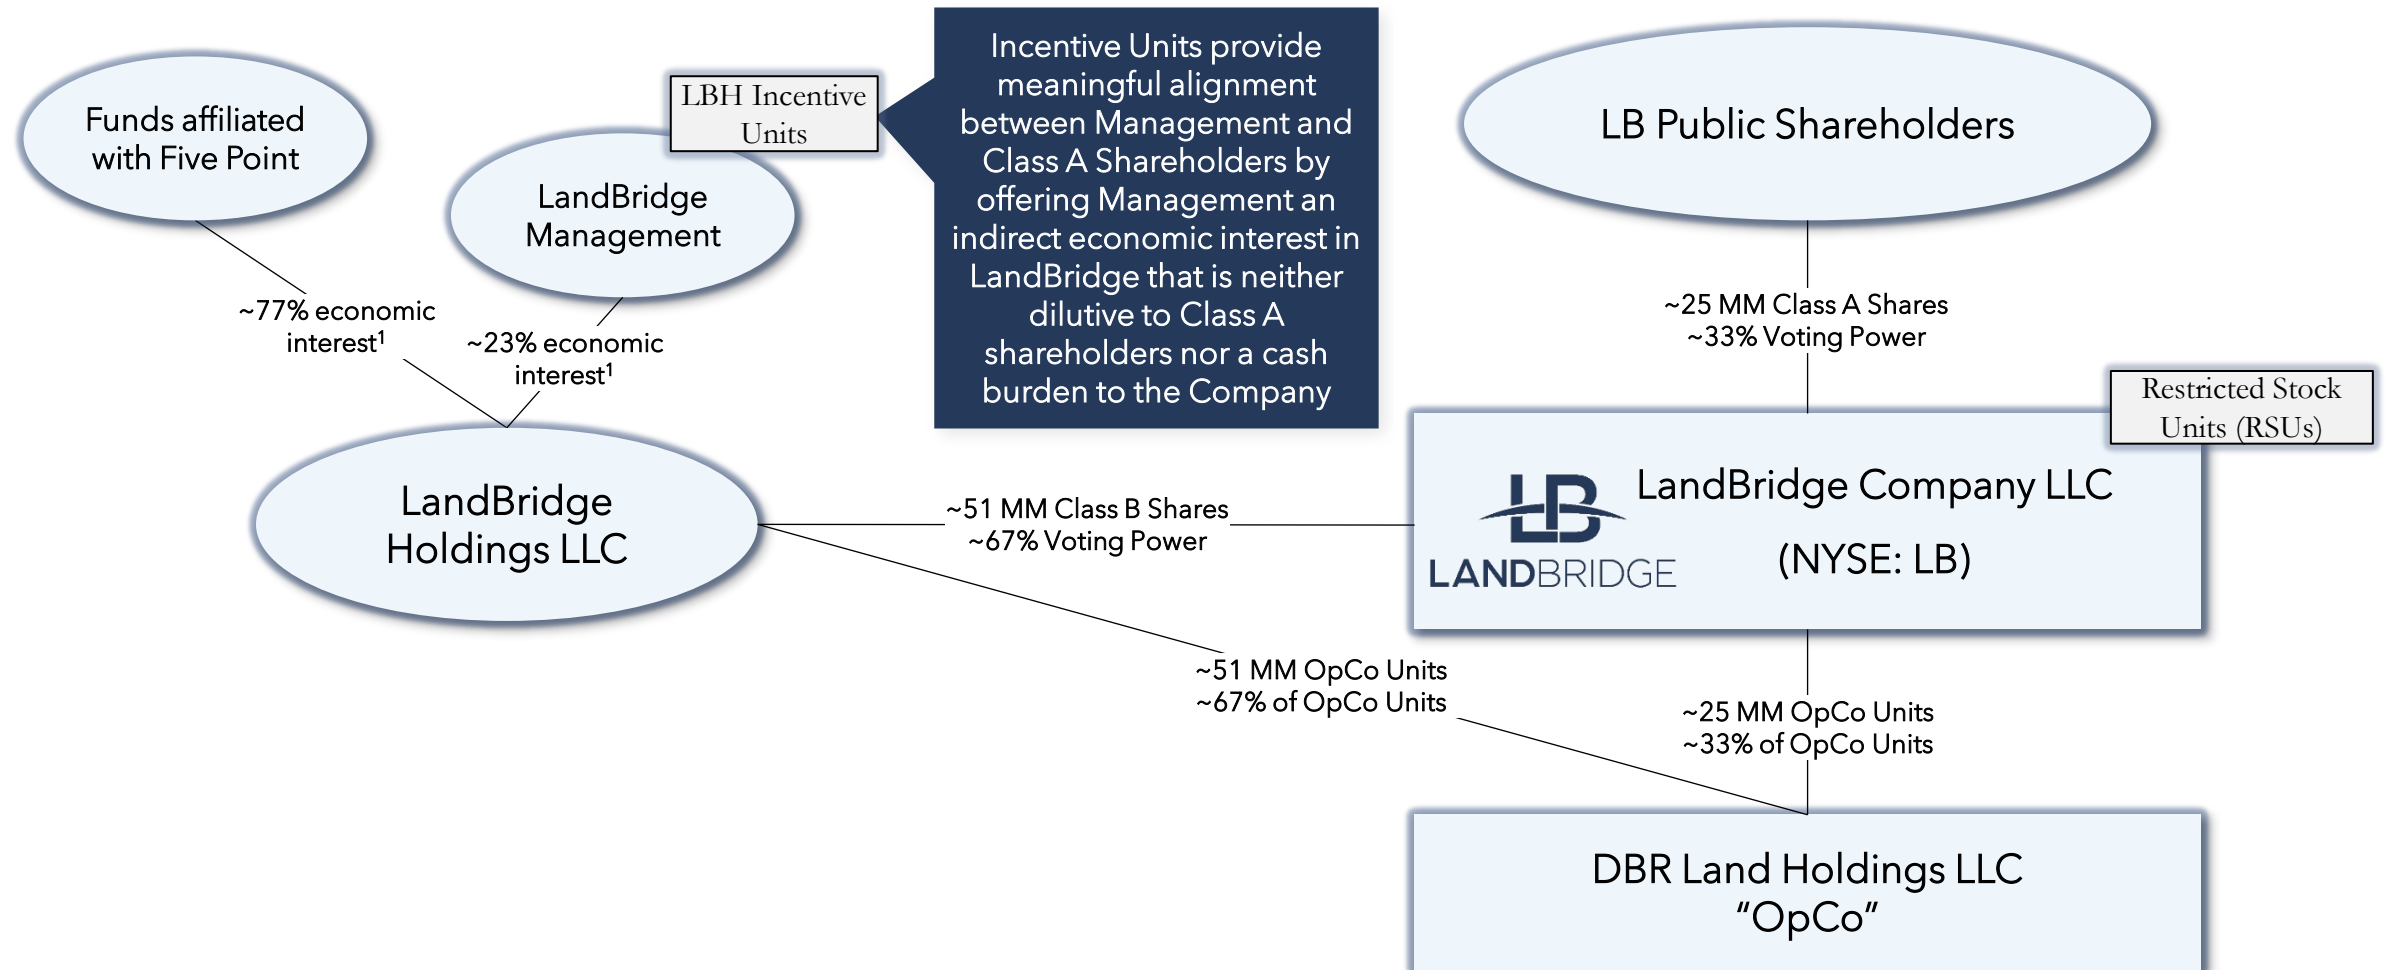 Funds affiliated
with Five Point
LBH Incentive
Units
LandBridge
Management
Incentive Units provide
meaningful alignment
between Management and
Class A Shareholders by
offering Management an
indirect economic interest in
LandBridge that is neither
dilutive to Class A
shareholders nor a cash
burden to the Company
LB Public Shareholders
~77% economic
interest¹
~23% economic
interest¹
~25 MM Class A Shares
~33% Voting Power
Restricted Stock
Units (RSUs)
LandBridge
Holdings LLC
~51 MM Class B Shares
~67% Voting Power
LB
LANDBRIDGE
LandBridge Company LLC
(NYSE: LB)
~51 MM OpCo Units
~67% of OpCo Units
~25 MM OpCo Units
~33% of OpCo Units
DBR Land Holdings LLC
“OpCo”